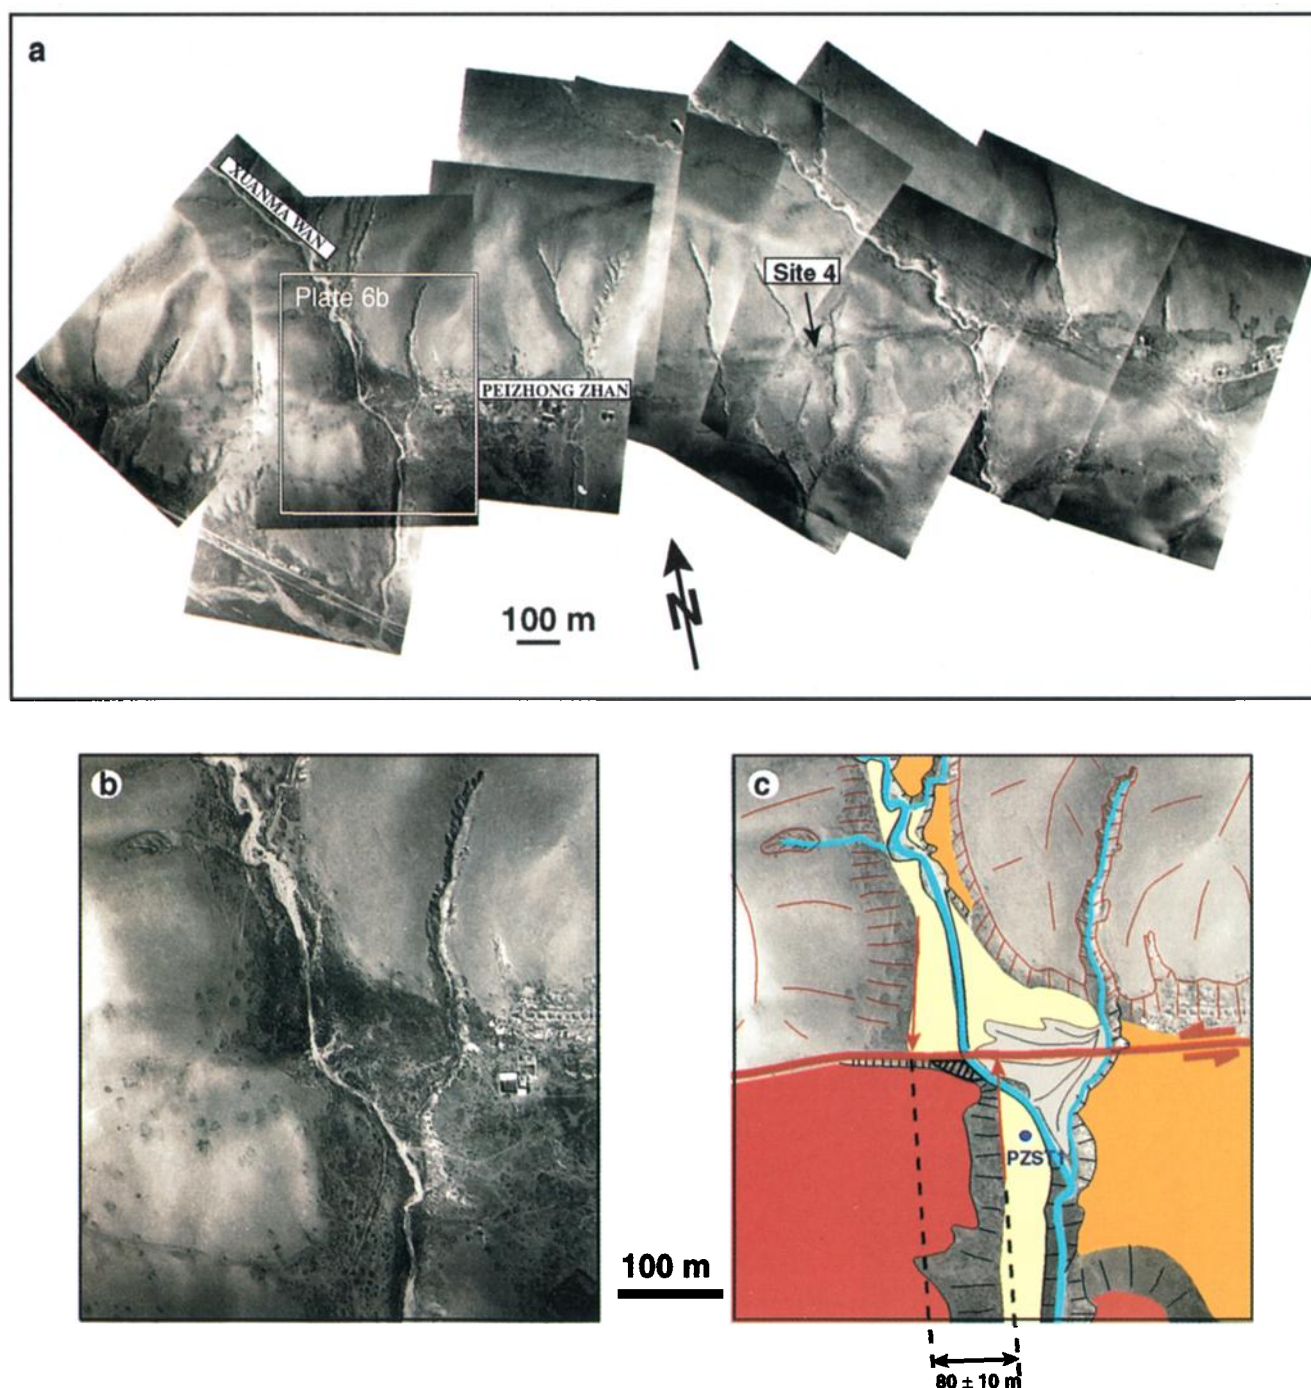 a
XUANMA WAN
Plate 6b
Site 4
PEIZHONG ZHAN
100 m
N
b
c
PZST1
100 m
80 ± 10 m